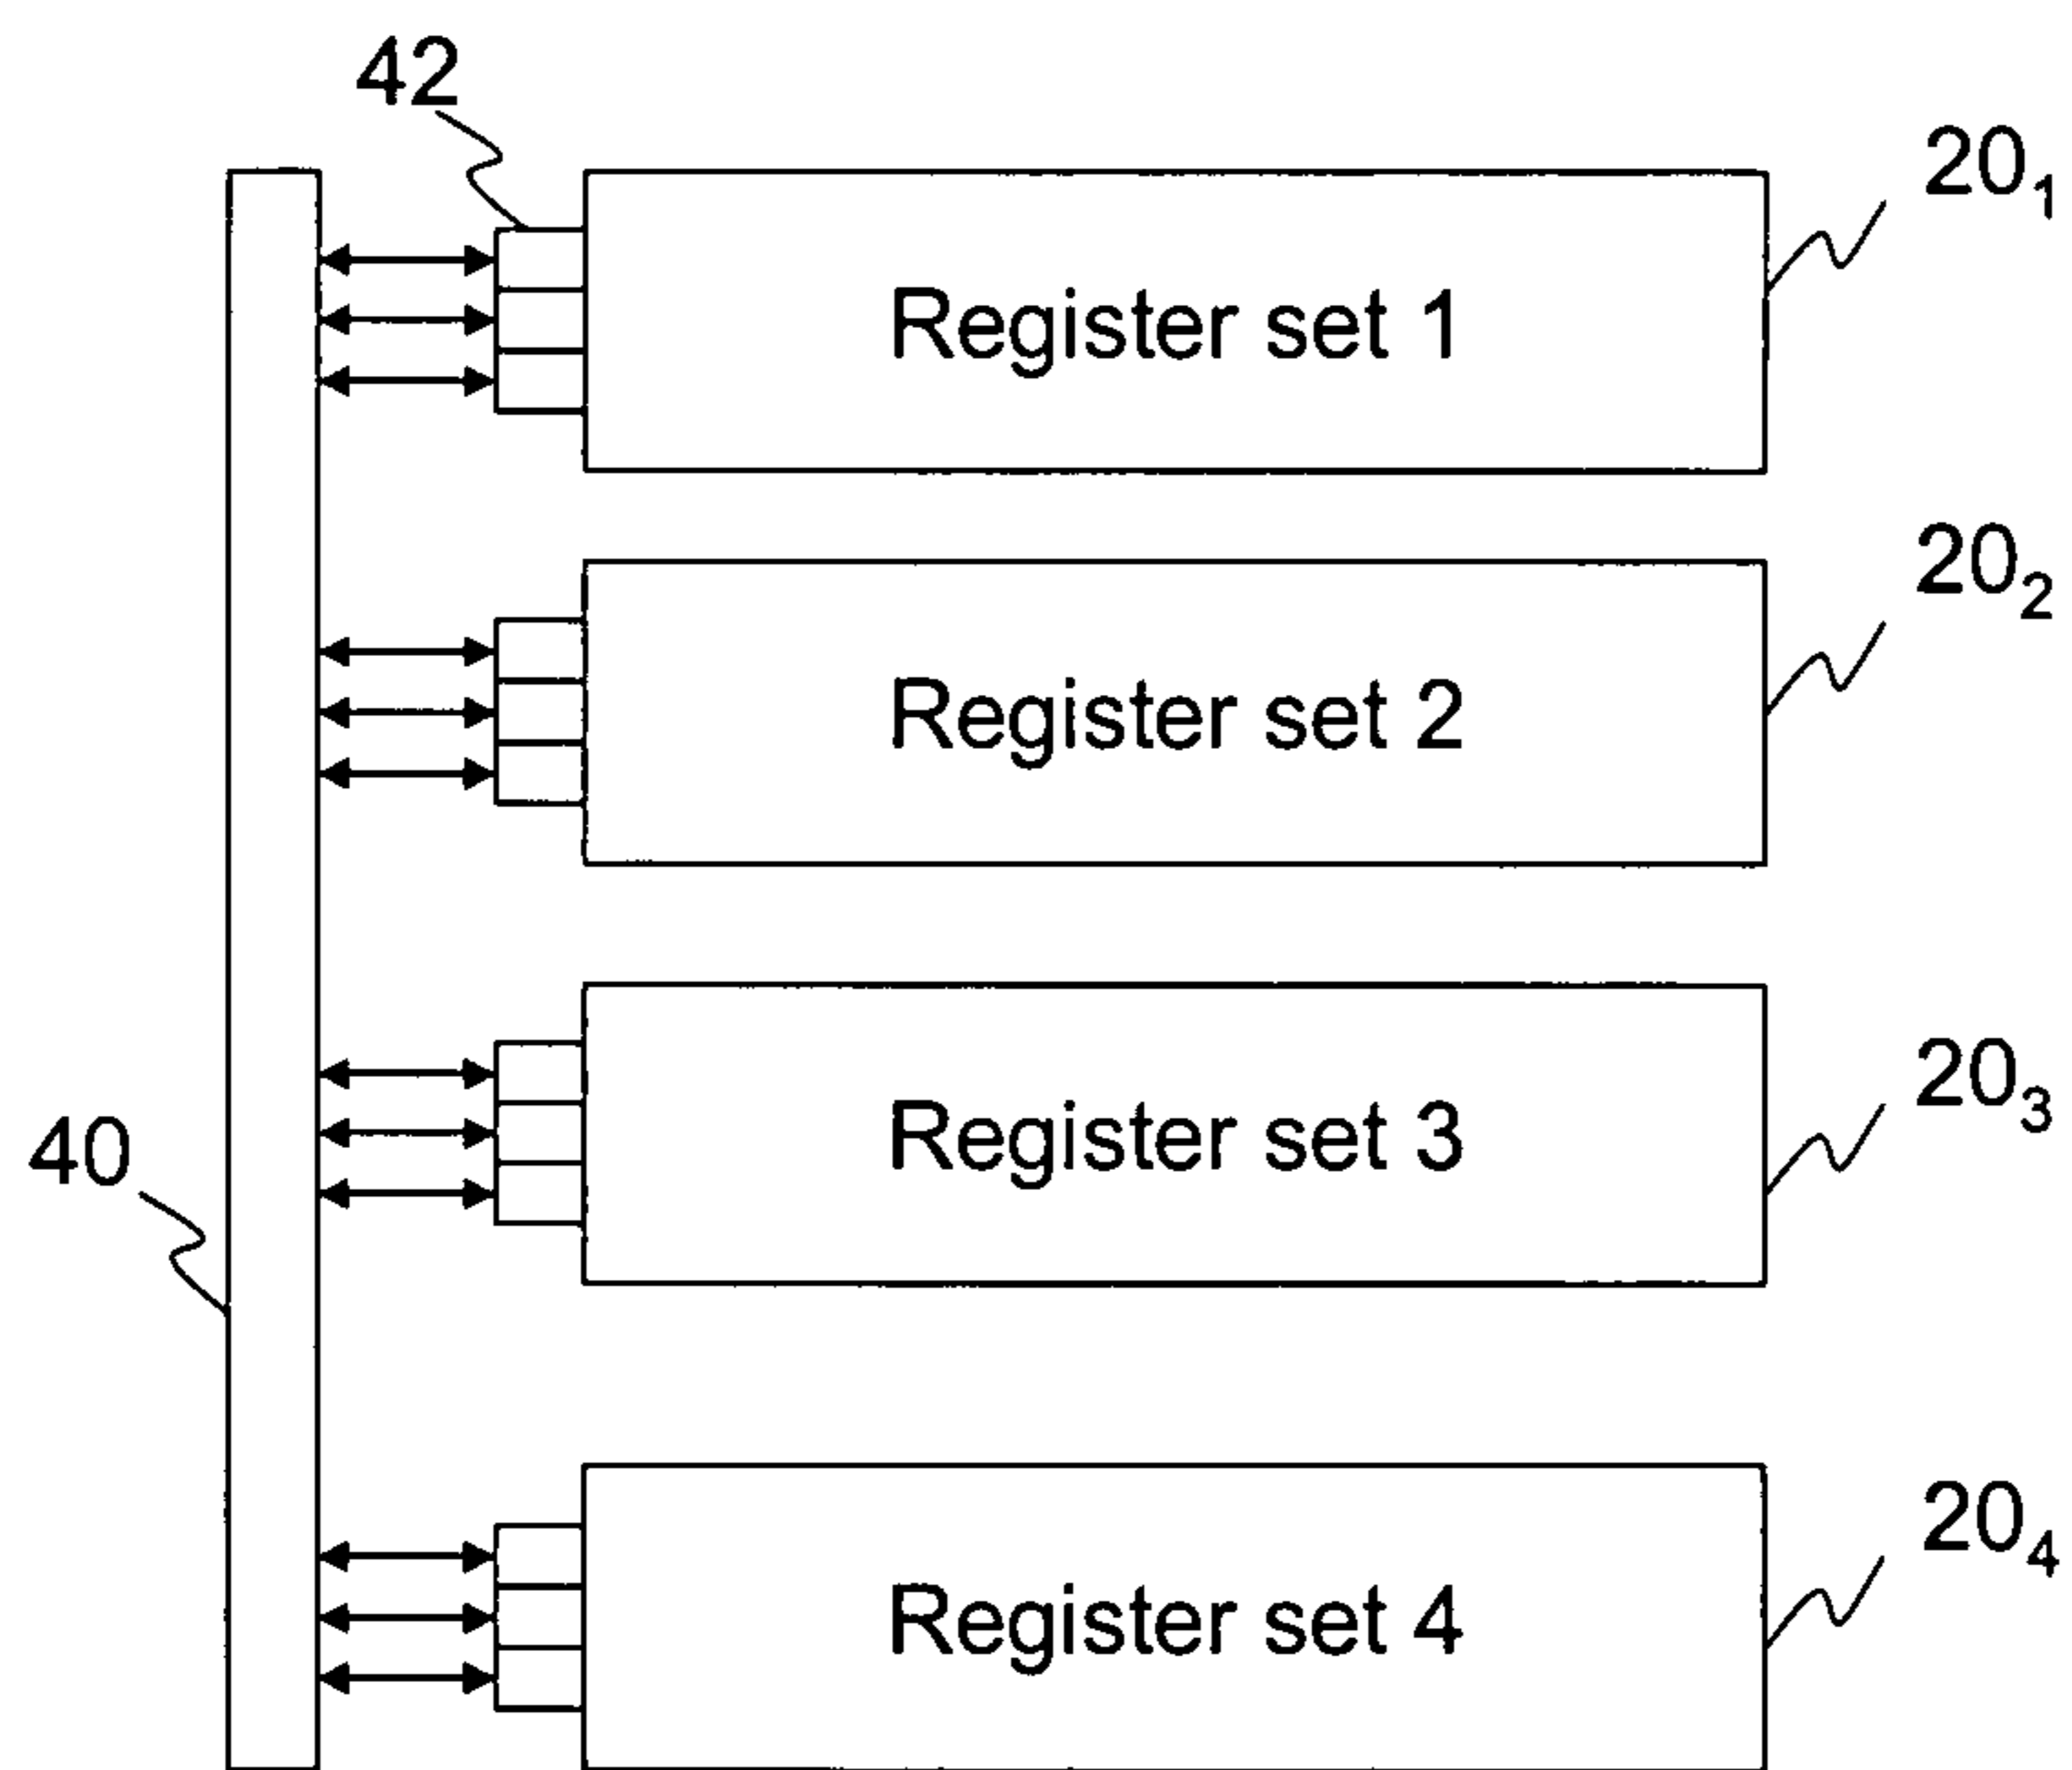 42
20₁
Register set 1
20₂
Register set 2
20₃
Register set 3
40
20₄
Register set 4